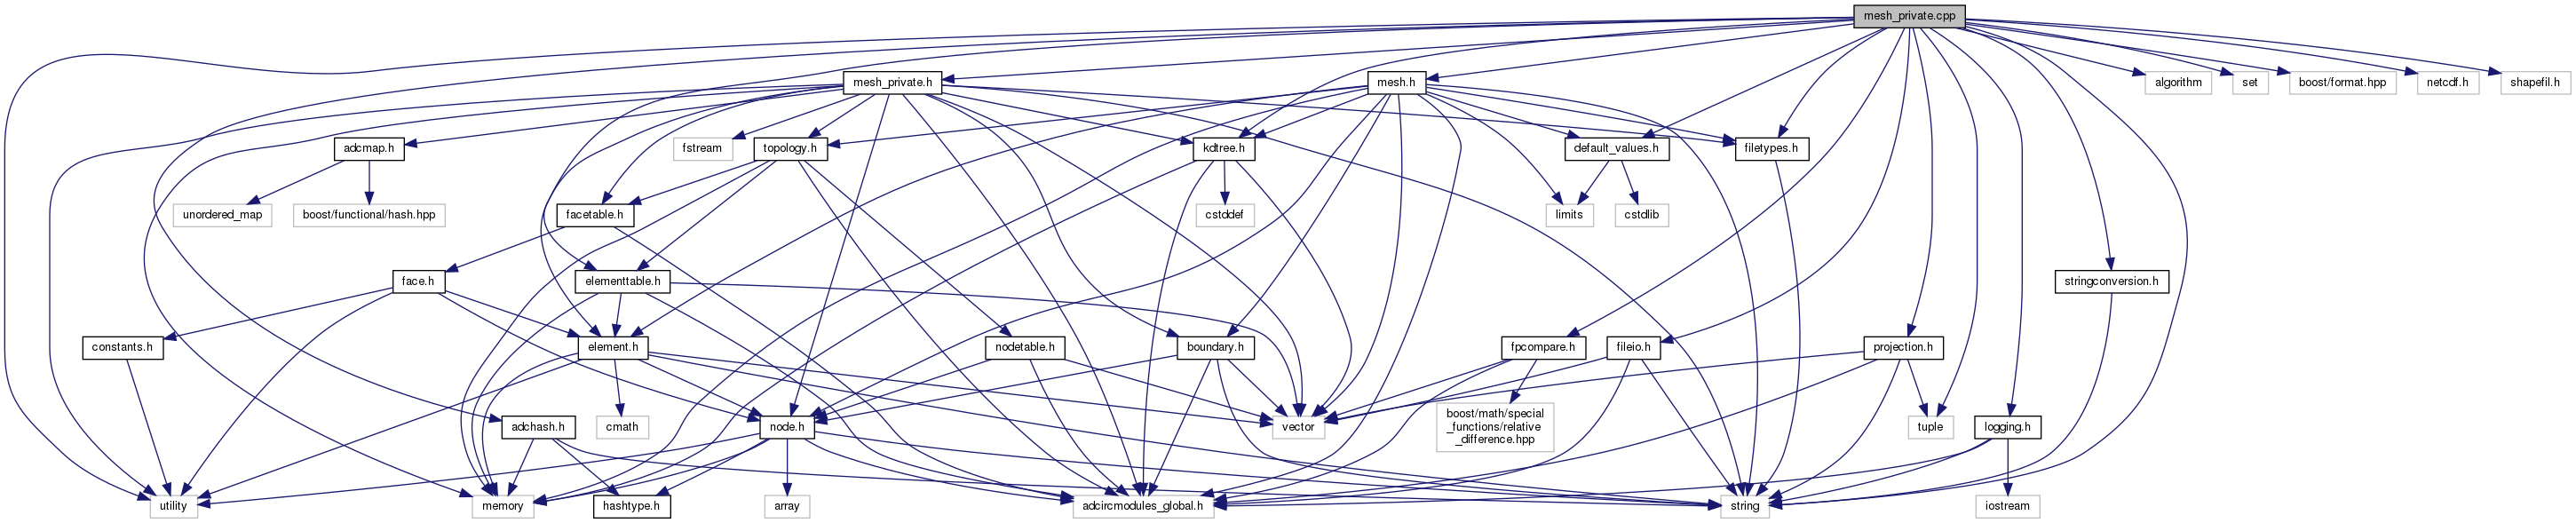 mesh_private.cpp
mesh_private.h
mesh.h
algorithm
set
boost/format.hpp
netcdf.h
shapefil.h
adcmap.h
fstream
topology.h
kdtree.h
default_values.h
filetypes.h
unordered_map
boost/functional/hash.hpp
facetable.h
cstddef
limits
cstdlib
face.h
elementtable.h
stringconversion.h
constants.h
element.h
nodetable.h
boundary.h
fpcompare.h
fileio.h
projection.h
adchash.h
cmath
node.h
vector
boost/math/special
_functions/relative
_difference.hpp
tuple
logging.h
utility
memory
hashtype.h
array
adcircmodules_global.h
string
iostream